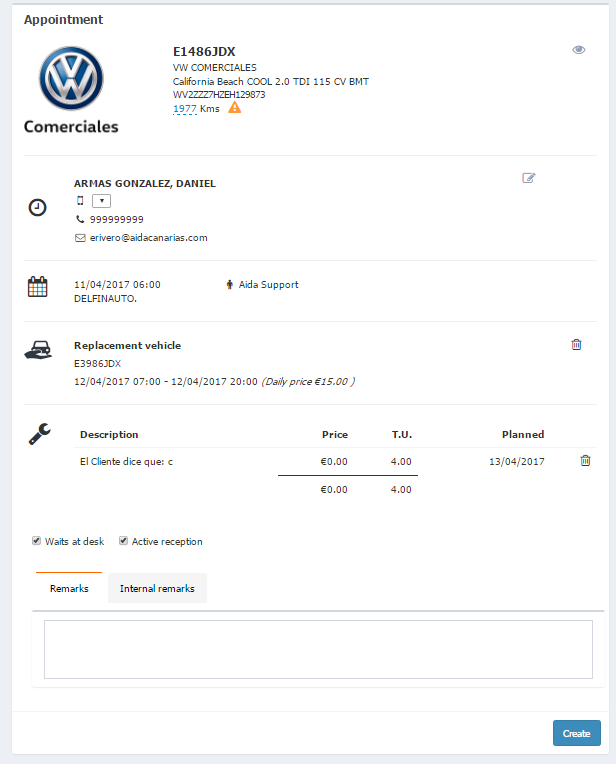 Appointment
E1486JDX
VW COMERCIALES
California Beach COOL 2.0 TDI 115 CV BMT
WV2ZZZ7HZEH129873
1977 Kms
Comerciales
ARMAS GONZALEZ, DANIEL
999999999
erivero@aidacanarias.com
11/04/2017 06:00 Aida Support
DELFINAUTO.
Replacement vehicle
E3986JDX
12/04/2017 07:00 - 12/04/2017 20:00 (Daily price €15.00 )
Description Price T.U. Planned
El Cliente dice que: c €0.00 4.00 13/04/2017
€0.00 4.00
Waits at desk Active reception
Remarks Internal remarks
Create